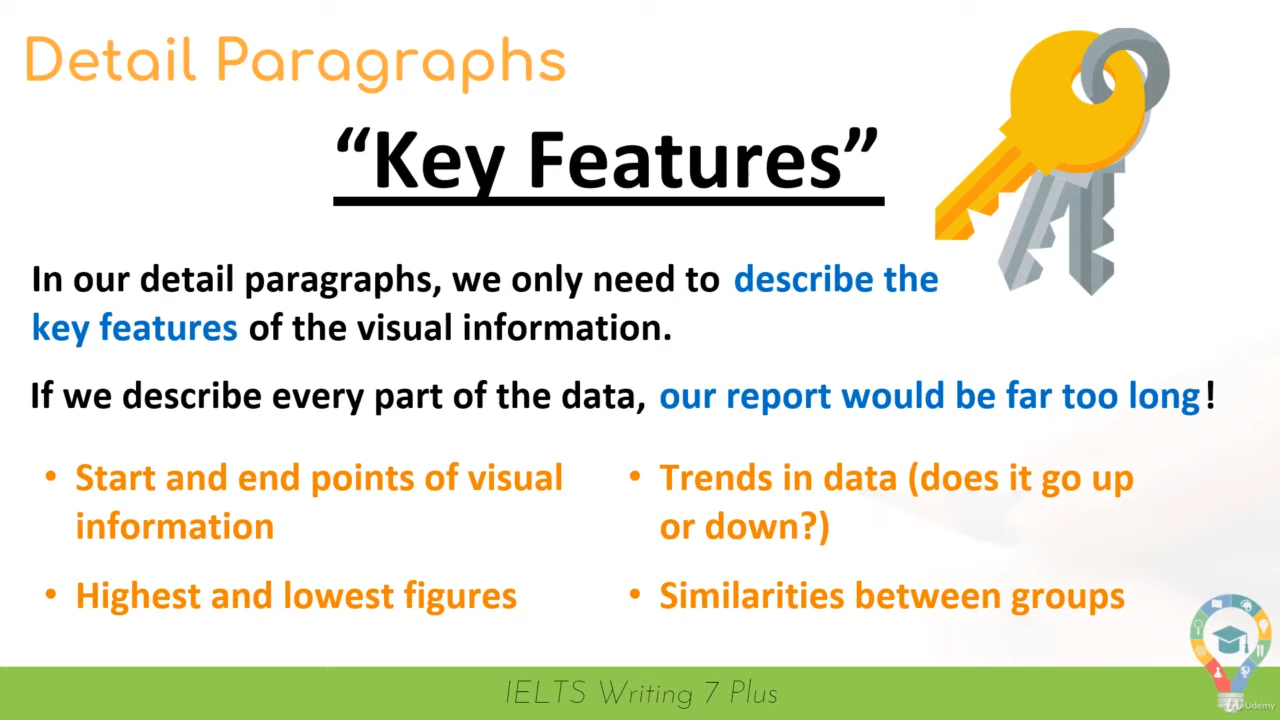 Detail Paragraphs
“Key Features”
In our detail paragraphs, we only need to describe the
key features of the visual information.
If we describe every part of the data, our report would be far too long!
• Start and end points of visual
information
• Highest and lowest figures
• Trends in data (does it go up
or down?)
• Similarities between groups
IELTS Writing 7 Plus
Udemy